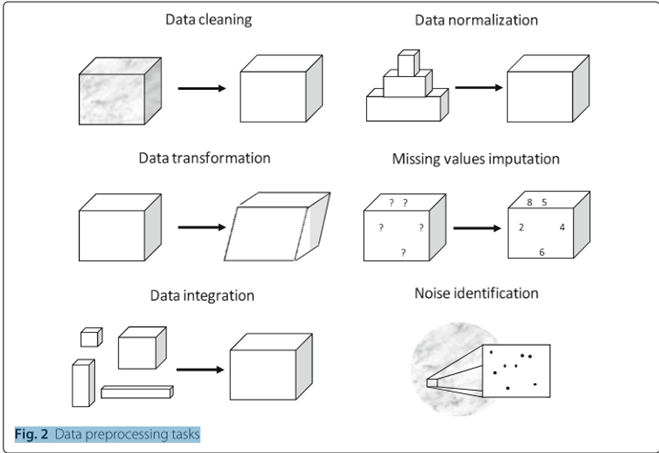 Data cleaning
Data normalization
Data transformation
Missing values imputation
? ?
8 5
? ?
2 4
?
6
Data integration
Noise identification
Fig. 2 Data preprocessing tasks